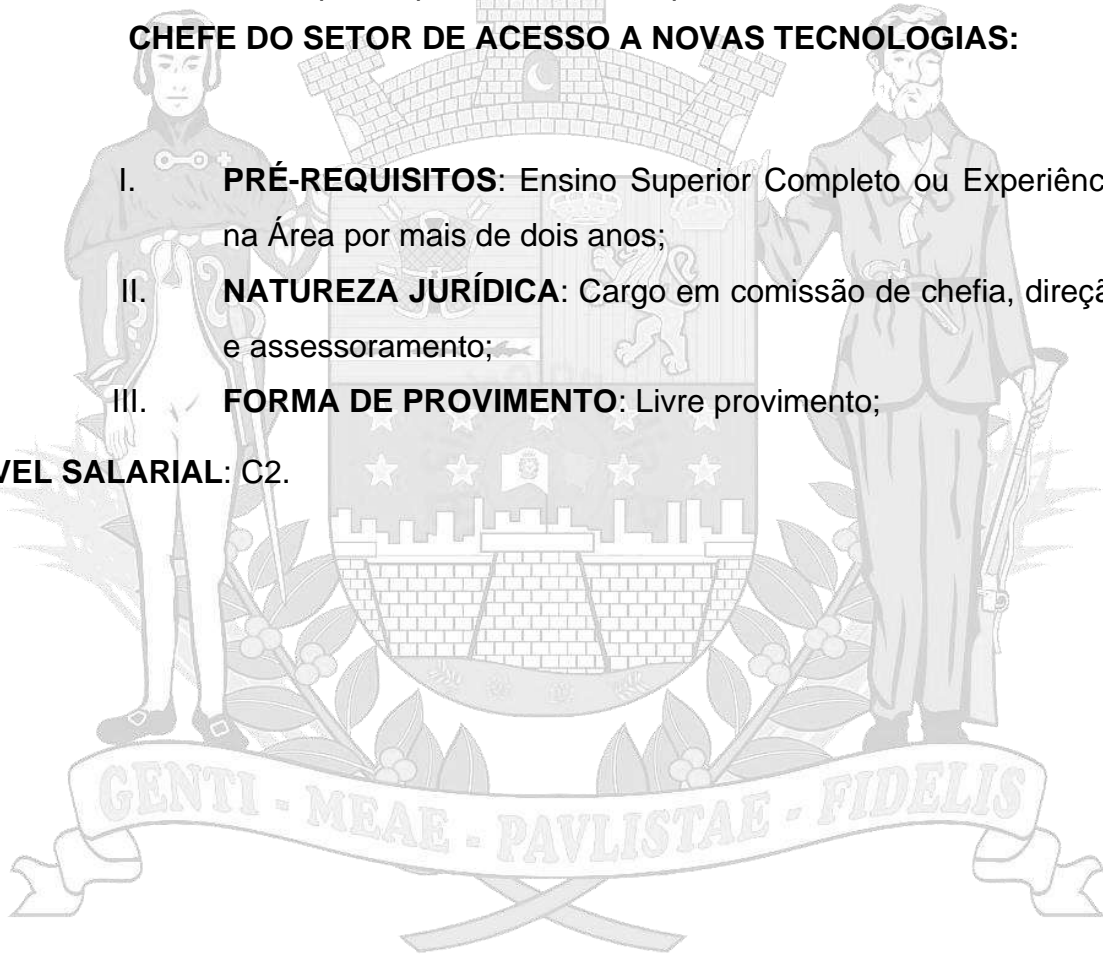 CHEFE DO SETOR DE ACESSO A NOVAS TECNOLOGIAS:
I. PRÉ-REQUISITOS: Ensino Superior Completo ou Experiênc
na Área por mais de dois anos;
II. NATUREZA JURÍDICA: Cargo em comissão de chefia, direçã
e assessoramento;
III. FORMA DE PROVIMENTO: Livre provimento;
VEL SALARIAL: C2.
GENTI - MEAE - PAVLISTAE - FIDELIS